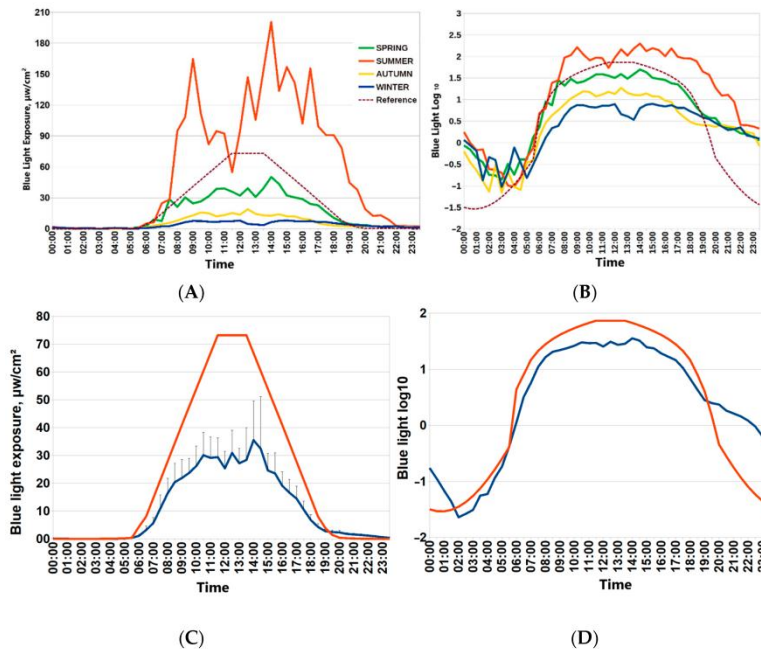 Blue Light Exposure, μw/cm²
210
180
150
120
90
60
30
0
SPRING
SUMMER
AUTUMN
WINTER
Reference
00:00 01:00 02:00 03:00 04:00 05:00 06:00 07:00 08:00 09:00 10:00 11:00 12:00 13:00 14:00 15:00 16:00 17:00 18:00 19:00 20:00 21:00 22:00 23:00
Time
(A)
Blue Light Log 10
3
2.5
2
1.5
1
0.5
0
−0.5
−1
−1.5
−2
00:00 01:00 02:00 03:00 04:00 05:00 06:00 07:00 08:00 09:00 10:00 11:00 12:00 13:00 14:00 15:00 16:00 17:00 18:00 19:00 20:00 21:00 22:00 23:00
Time
(B)
Blue light exposure, μw/cm²
80
70
60
50
40
30
20
10
00
00:00 01:00 02:00 03:00 04:00 05:00 06:00 07:00 08:00 09:00 10:00 11:00 12:00 13:00 14:00 15:00 16:00 17:00 18:00 19:00 20:00 21:00 22:00 23:00
Time
(C)
Blue light log10
2
1
0
−1
−2
00:00 01:00 02:00 03:00 04:00 05:00 06:00 07:00 08:00 09:00 10:00 11:00 12:00 13:00 14:00 15:00 16:00 17:00 18:00 19:00 20:00 21:00 22:00
Time
(D)